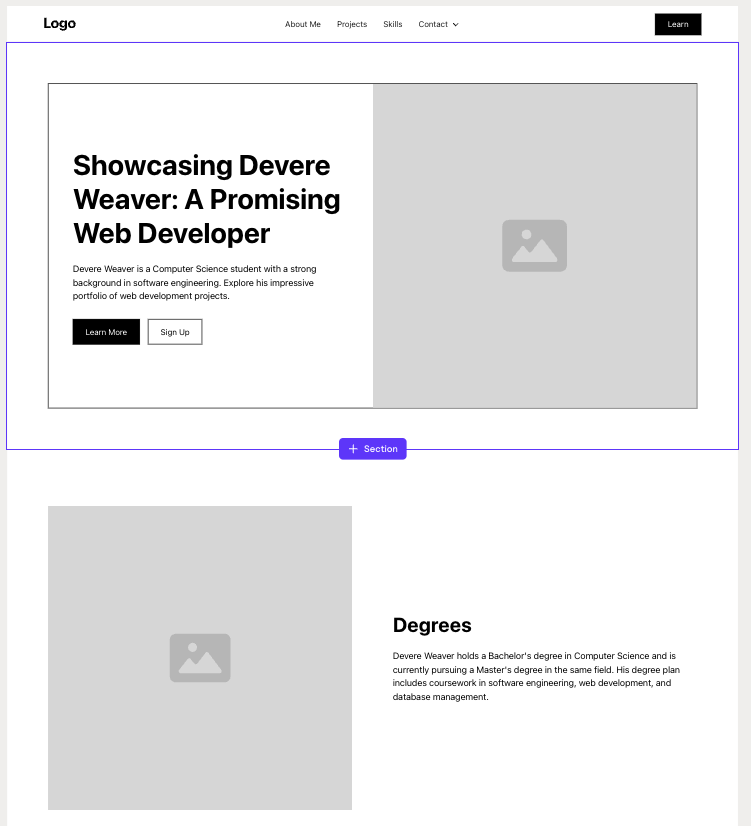 Logo
About Me
Projects
Skills
Contact
Learn
Showcasing Devere
Weaver: A Promising
Web Developer
Devere Weaver is a Computer Science student with a strong
background in software engineering. Explore his impressive
portfolio of web development projects.
Learn More
Sign Up
Section
Degrees
Devere Weaver holds a Bachelor's degree in Computer Science and is
currently pursuing a Master's degree in the same field. His degree plan
includes coursework in software engineering, web development, and
database management.